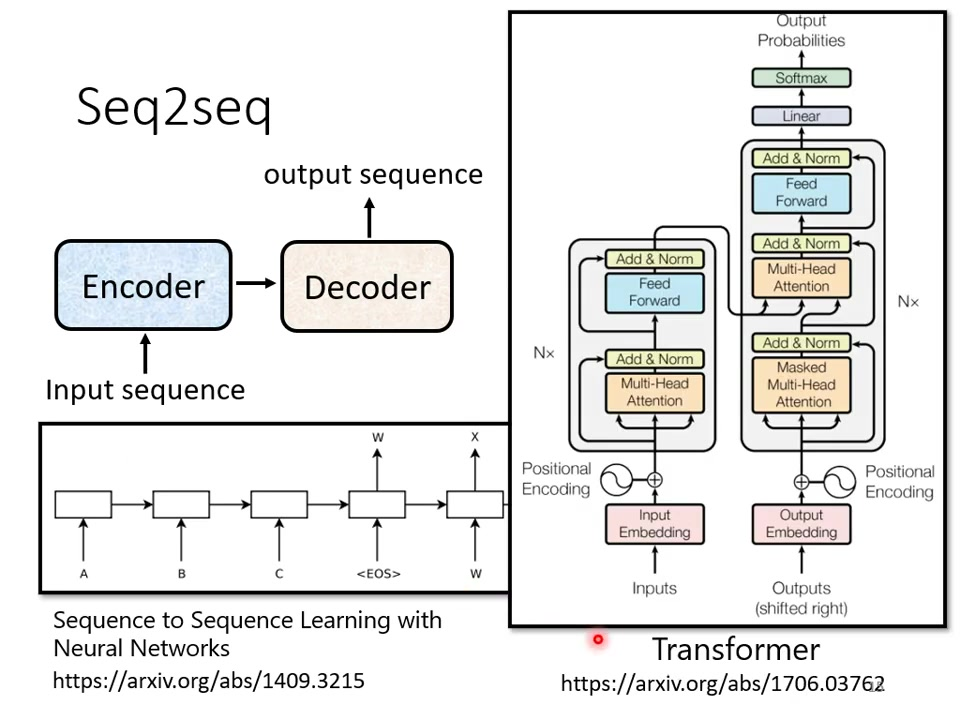 Seq2seq
output sequence
Encoder
Decoder
Input sequence
W
X
A
B
C
<EOS>
W
Sequence to Sequence Learning with
Neural Networks
https://arxiv.org/abs/1409.3215
Output
Probabilities
Softmax
Linear
Add & Norm
Feed
Forward
Add & Norm
Multi-Head
Attention
Nx
Add & Norm
Masked
Multi-Head
Attention
Add & Norm
Feed
Forward
Nx
Add & Norm
Multi-Head
Attention
Positional
Encoding
Positional
Encoding
Input
Embedding
Output
Embedding
Inputs
Outputs
(shifted right)
Transformer
https://arxiv.org/abs/1706.03762